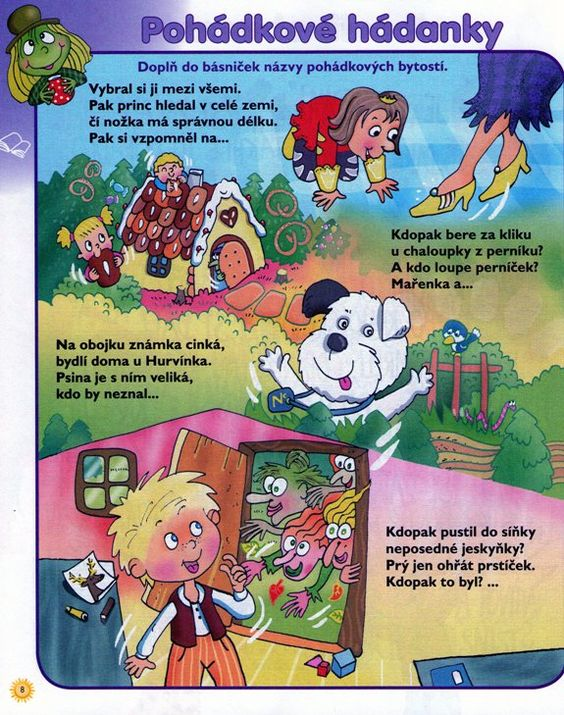 Pohádkové hádanky
Doplň do básniček názvy pohádkových bytostí.
Vybral si ji mezi všemi.
Pak princ hledal v celé zemi,
čí nožka má správnou délku.
Pak si vzpomněl na...
Kdopak bere za kliku
u chaloupky z perníku?
A kdo loupe perníček?
Mařenka a...
Na obojku známka cinká,
bydlí doma u Hurvínka.
Psina je s ním veliká,
kdo by neznal...
N
Kdopak pustil do síňky
neposedné jeskyňky?
Prý jen ohřát prstíček.
Kdopak to byl? ...
8